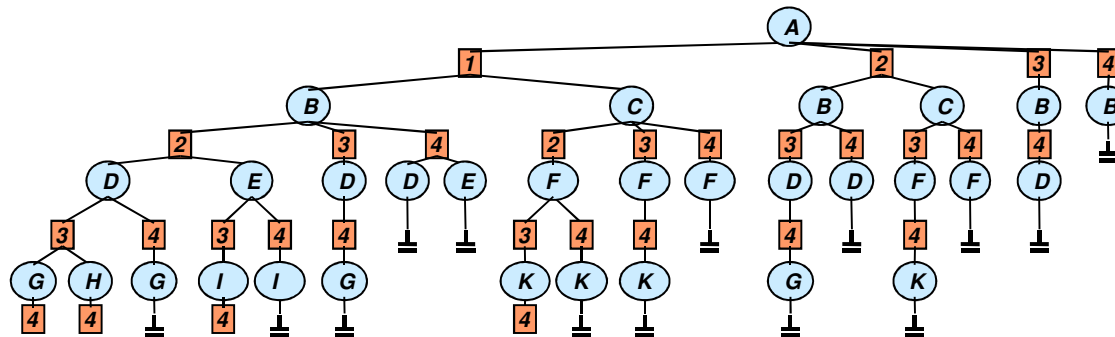 A
1 2 3 4
B C B C B B
2 3 4 2 3 4 3 4 3 4 4
D E D D E F F F D D F F D
3 4 3 4 4 3 4 4 4 4
G H G I I G K K K G K
4 4 4 4